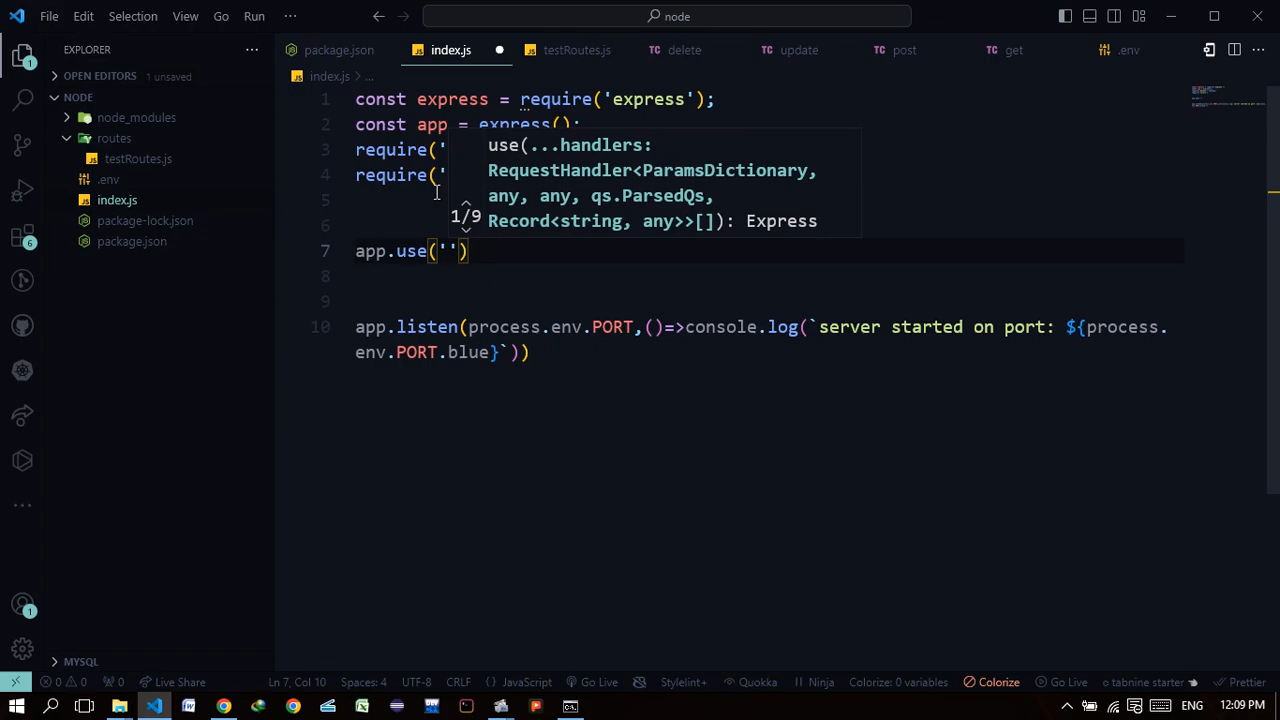 File Edit Selection View Go Run ···
node
EXPLORER ···
package.json index.js testRoutes.js delete update post get .env ···
OPEN EDITORS 1 unsaved
index.js > ...
NODE
node_modules
routes
testRoutes.js
.env
index.js
package-lock.json
package.json
MYSQL
1 const express = require('express');
2 const app = express();
3 require('
4 require('
5
6
7 app.use('')
8
9
10 app.listen(process.env.PORT,()=>console.log(`server started on port: ${process.
env.PORT.blue}`))
use(...handlers:
RequestHandler<ParamsDictionary,
any, any, qs.ParsedQs,
1/9 Record<string, any>>[]): Express
1
6
1
0 0 0 Live Share Ln 7, Col 10 Spaces: 4 UTF-8 CRLF JavaScript Go Live Stylelint+ Quokka Ninja Colorize: 0 variables Colorize Go Live tabnine starter Prettier
ENG 12:09 PM